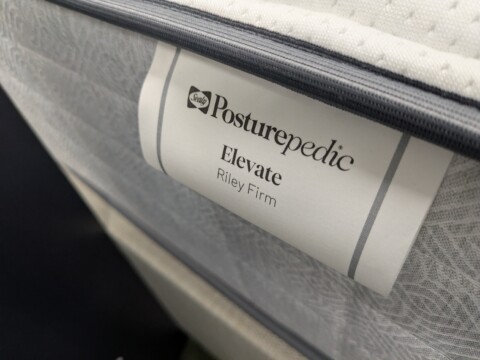 Sealy Posturepedic
Elevate
Riley Firm